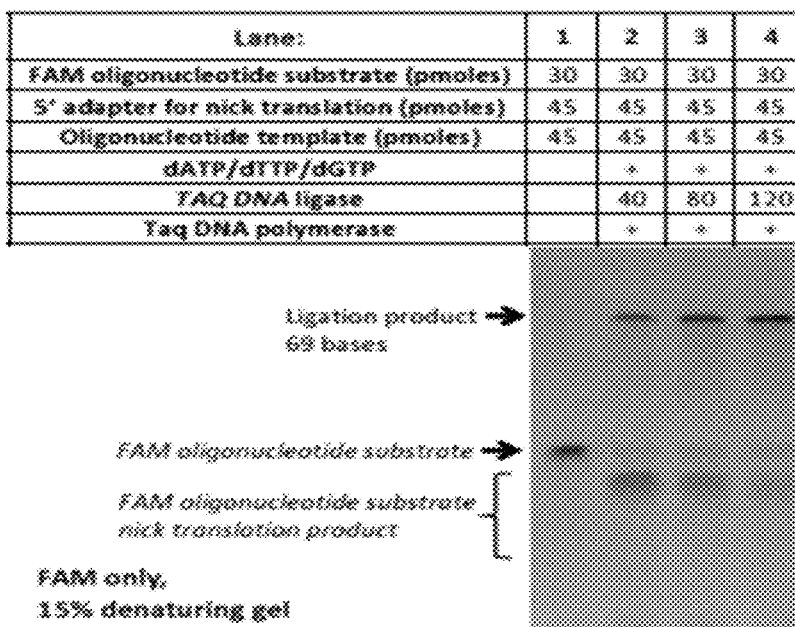 Lane: 1 2 3 4
FAM oligonucleotide substrate (pmoles) 30 30 30 30
5' adapter for nick translation (pmoles) 45 45 45 45
Oligonucleotide template (pmoles) 45 45 45 45
dATP/dTTP/dGTP + + +
TAQ DNA ligase 40 80 120
Taq DNA polymerase + + +
Ligation product
69 bases
FAM oligonucleotide substrate
FAM oligonucleotide substrate
nick translation product
FAM only,
15% denaturing gel